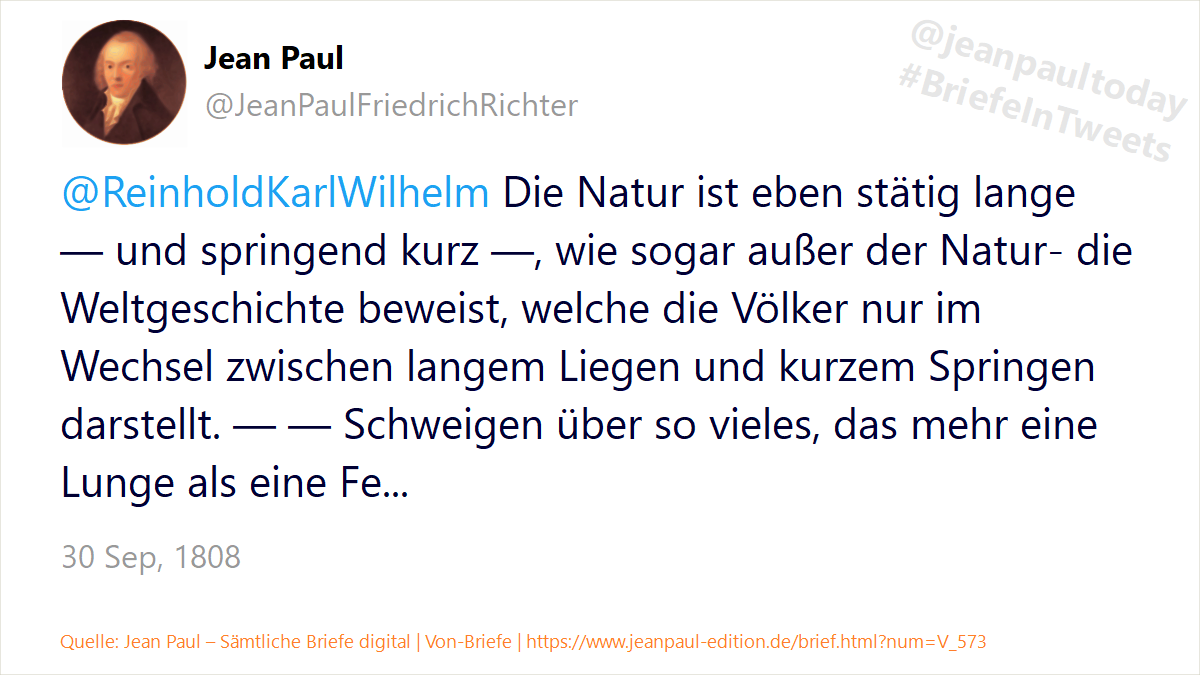 Jean Paul
@JeanPaulFriedrichRichter
@jeanpaultoday
#BriefeInTweets
@ReinholdKarlWilhelm Die Natur ist eben stätig lange
— und springend kurz —, wie sogar außer der Natur- die
Weltgeschichte beweist, welche die Völker nur im
Wechsel zwischen langem Liegen und kurzem Springen
darstellt. — — Schweigen über so vieles, das mehr eine
Lunge als eine Fe...
30 Sep, 1808
Quelle: Jean Paul – Sämtliche Briefe digital | Von-Briefe | https://www.jeanpaul-edition.de/brief.html?num=V_573